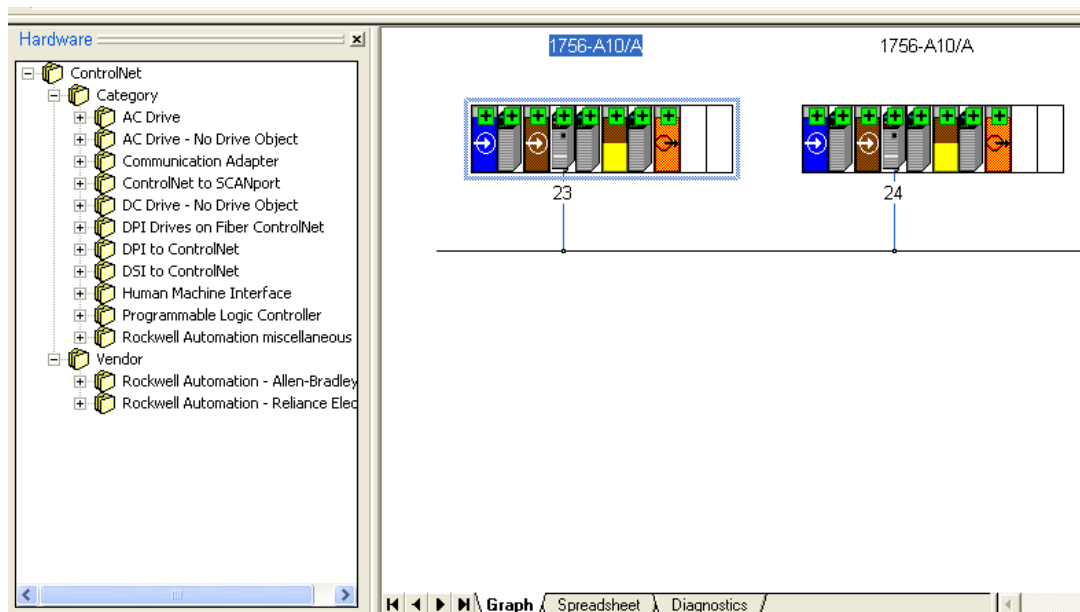 Hardware
ControlNet
Category
AC Drive
AC Drive - No Drive Object
Communication Adapter
ControlNet to SCANport
DC Drive - No Drive Object
DPI Drives on Fiber ControlNet
DPI to ControlNet
DSI to ControlNet
Human Machine Interface
Programmable Logic Controller
Rockwell Automation miscellaneous
Vendor
Rockwell Automation - Allen-Bradley
Rockwell Automation - Reliance Elec
1756-A10/A 1756-A10/A
23 24
Graph Spreadsheet Diagnostics